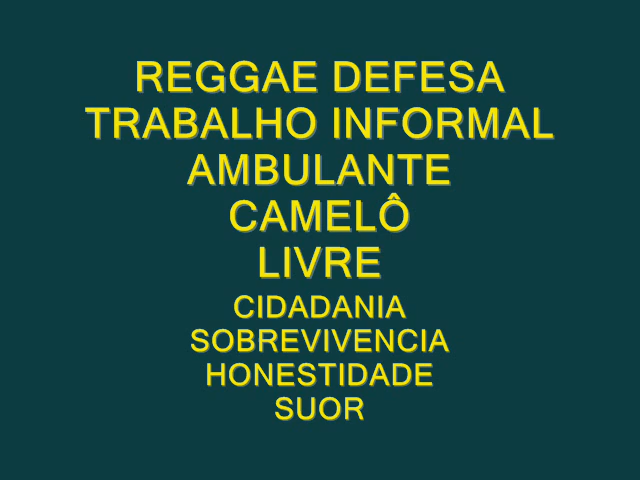 REGGAE DEFESA
TRABALHO INFORMAL
AMBULANTE
CAMELÔ
LIVRE
CIDADANIA
SOBREVIVENCIA
HONESTIDADE
SUOR